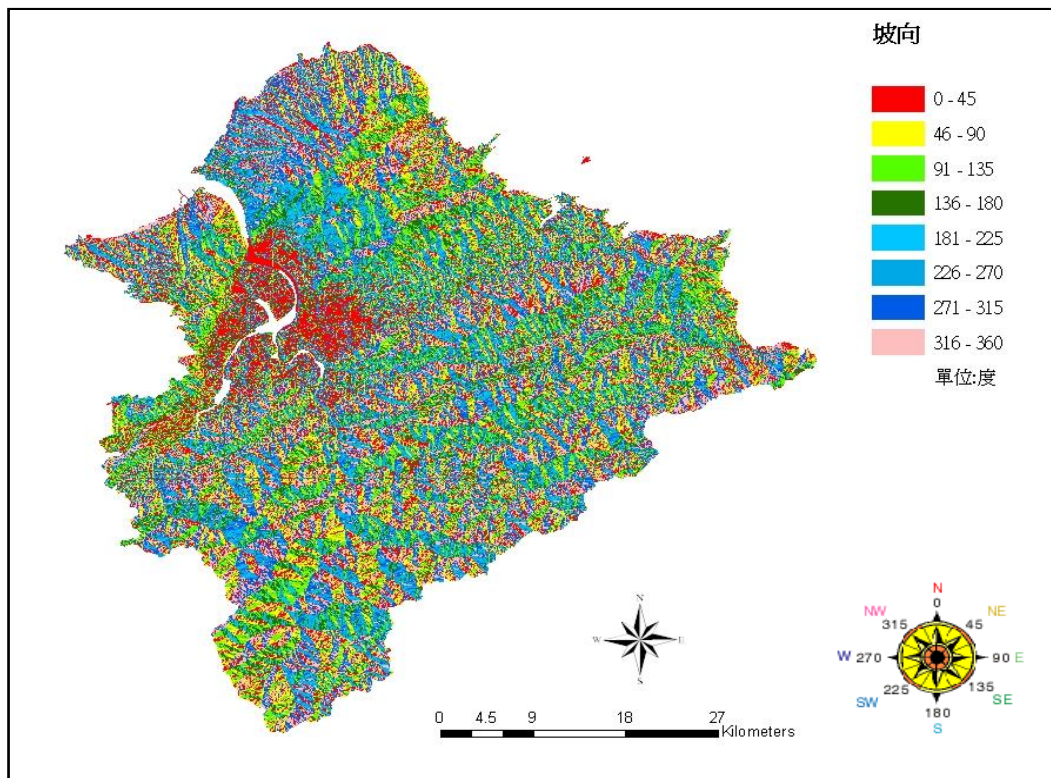 坡向
0 - 45
46 - 90
91 - 135
136 - 180
181 - 225
226 - 270
271 - 315
316 - 360
單位:度
N
W E
S
N
0
NW NE
315 45
W 270 90 E
225 135
SW SE
180
S
0 4.5 9 18 27
Kilometers